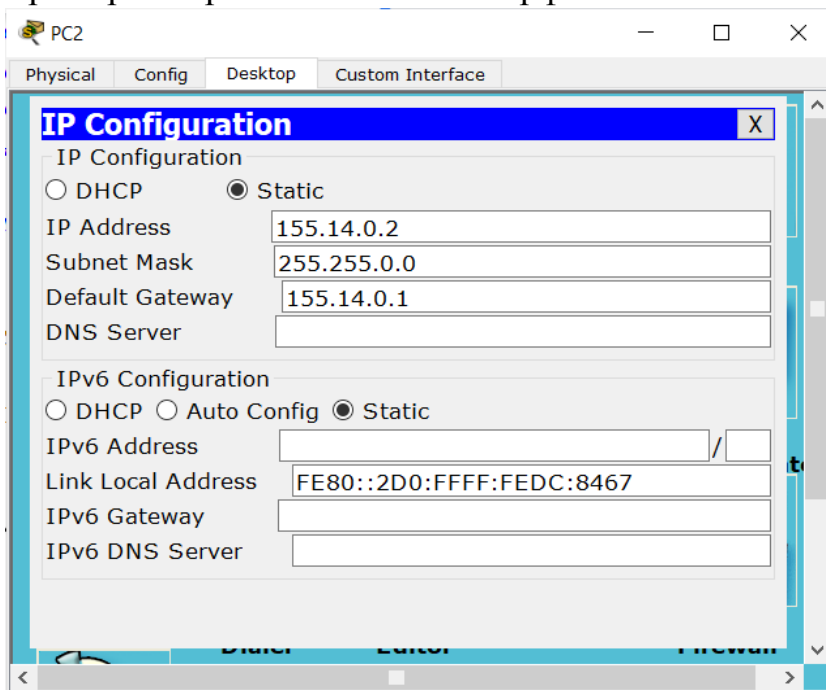 PC2
Physical Config Desktop Custom Interface
IP Configuration X
IP Configuration
DHCP Static
IP Address 155.14.0.2
Subnet Mask 255.255.0.0
Default Gateway 155.14.0.1
DNS Server
IPv6 Configuration
DHCP Auto Config Static
IPv6 Address /
Link Local Address FE80::2D0:FFFF:FEDC:8467
IPv6 Gateway
IPv6 DNS Server